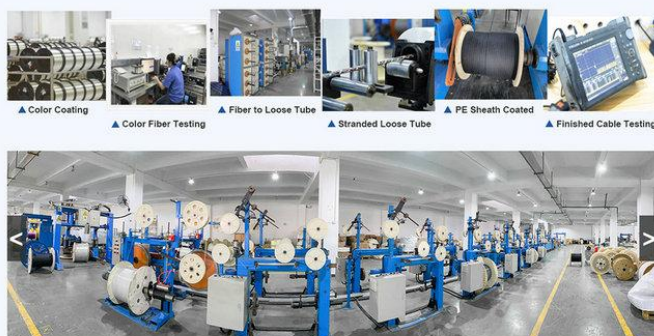 ▲ Color Coating
▲ Color Fiber Testing
▲ Fiber to Loose Tube
▲ Stranded Loose Tube
▲ PE Sheath Coated
▲ Finished Cable Testing
< >